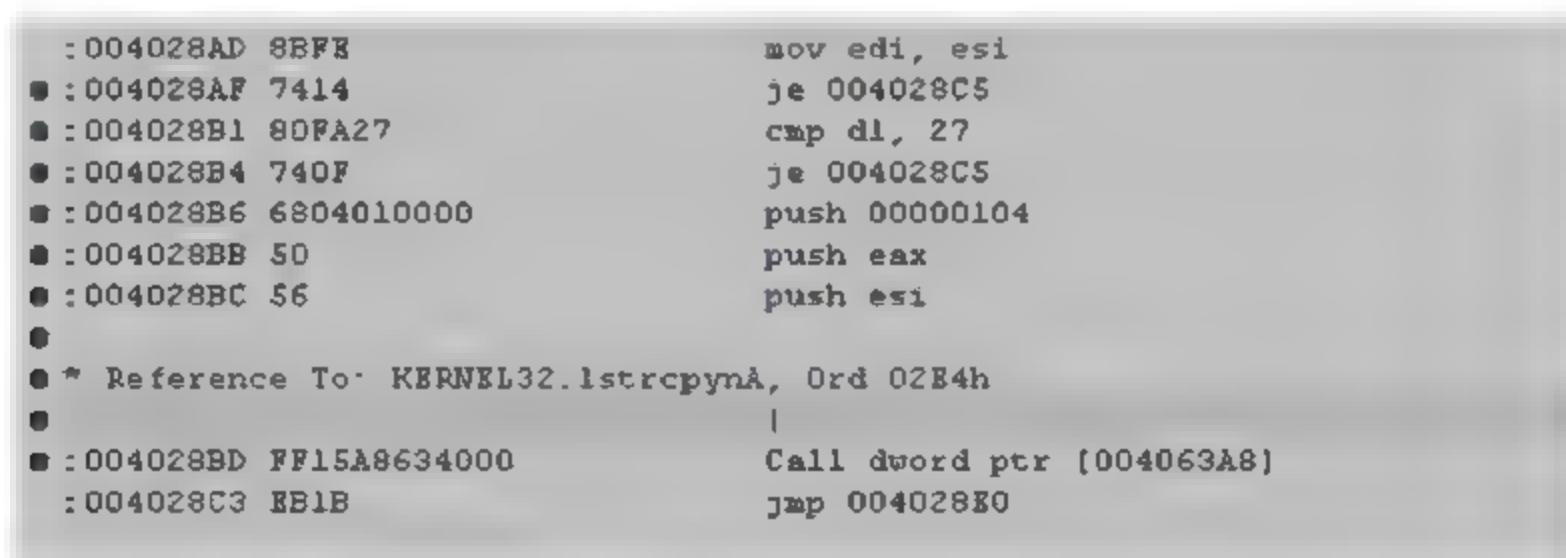 :004028AD 8BFE mov edi, esi
:004028AF 7414 je 004028C5
:004028B1 80FA27 cmp dl, 27
:004028B4 740F je 004028C5
:004028B6 6804010000 push 00000104
:004028BB 50 push eax
:004028BC 56 push esi
* Reference To: KERNEL32.lstrcpynA, Ord 02E4h
|
:004028BD FF15A8634000 Call dword ptr [004063A8]
:004028C3 EB1B jmp 004028E0